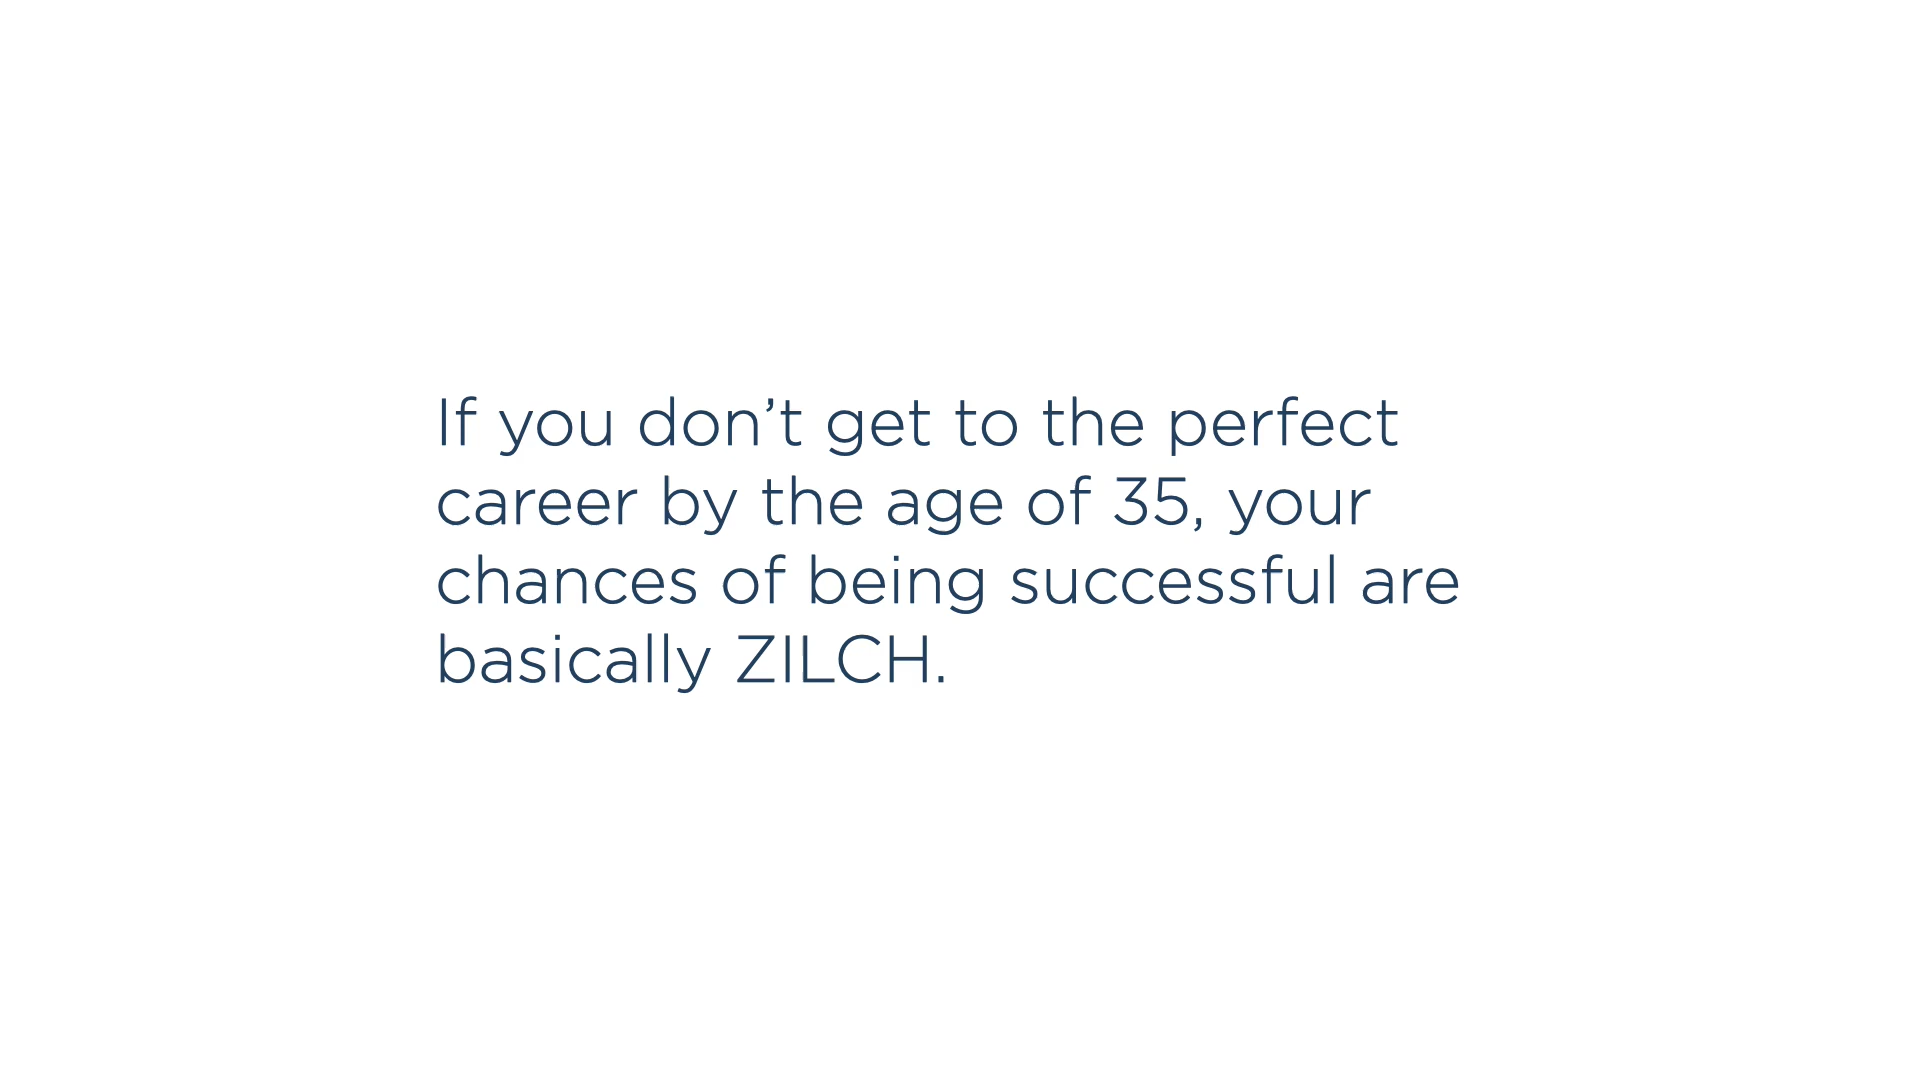 If you don’t get to the perfect
career by the age of 35, your
chances of being successful are
basically ZILCH.